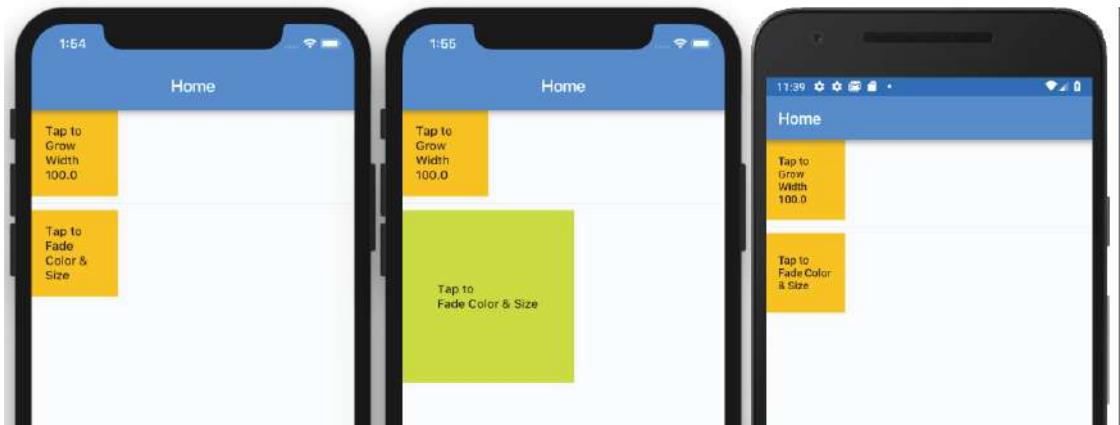 1:54
Home
Tap to
Grow
Width
100.0
Tap to
Fade
Color &
Size
1:55
Home
Tap to
Grow
Width
100.0
Tap to
Fade Color & Size
11:39
Home
Tap to
Grow
Width
100.0
Tap to
Fade Color
& Size